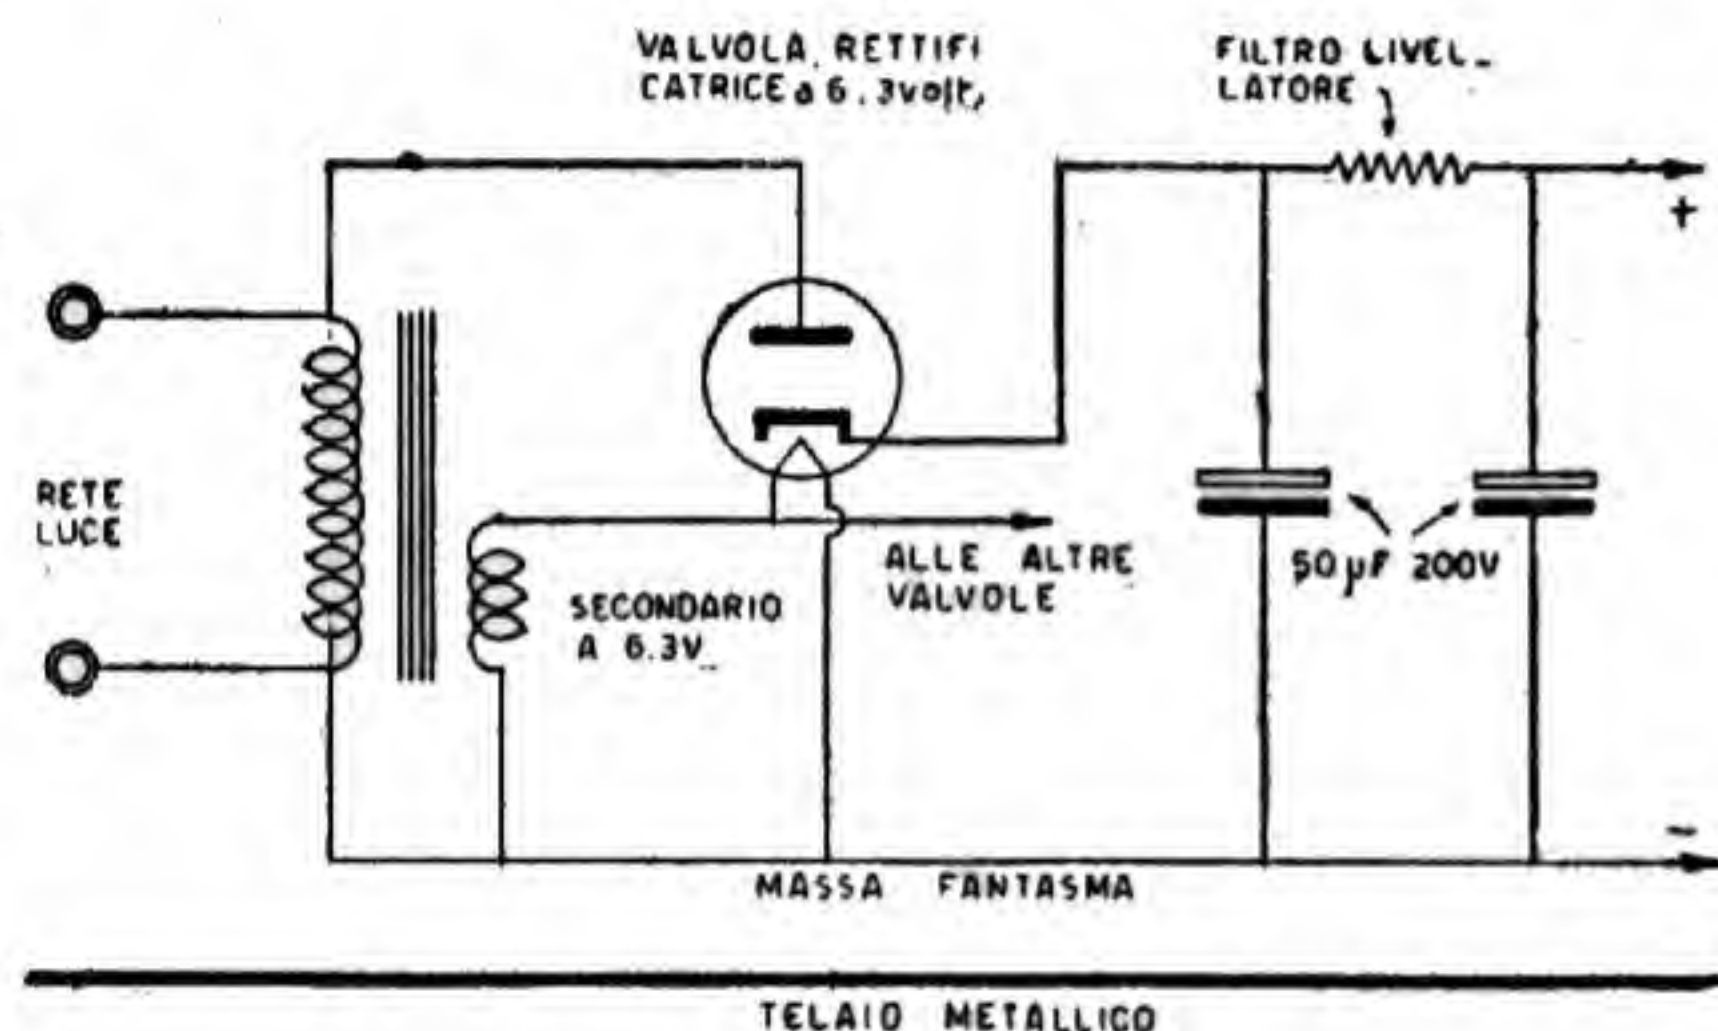 VALVOLA RETTIFI
CATRICE a 6.3volt,
FILTRO LIVEL-
LATORE
+
RETE
LUCE
SECONDARIO
A 6.3V
ALLE ALTRE
VALVOLE
50 µF 200V
-
MASSA FANTASMA
TELAIO METALLICO